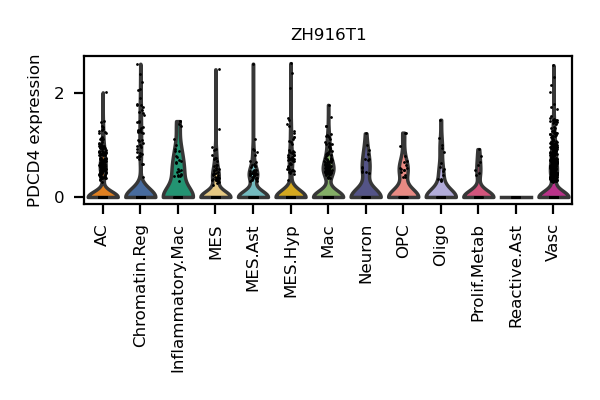 ZH916T1
PDCD4 expression
2
0
AC
Chromatin.Reg
Inflammatory.Mac
MES
MES.Ast
MES.Hyp
Mac
Neuron
OPC
Oligo
Prolif.Metab
Reactive.Ast
Vasc